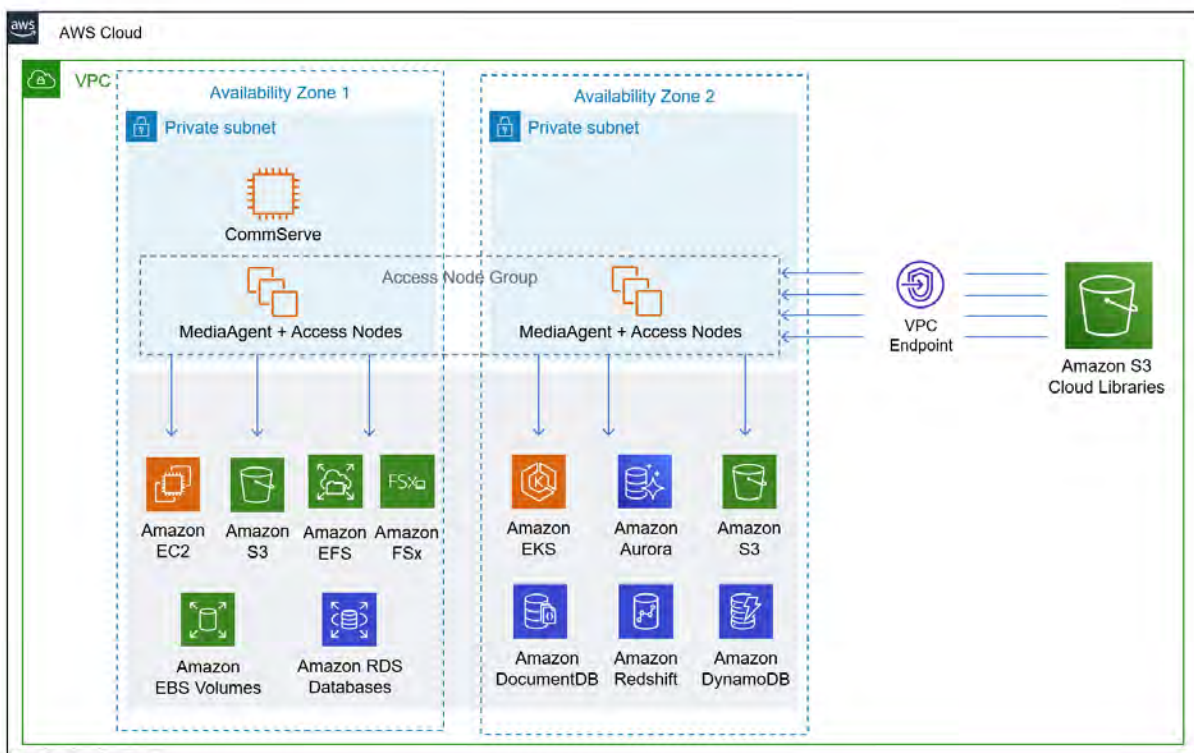 aws
AWS Cloud
VPC
Availability Zone 1
Private subnet
CommServe
Availability Zone 2
Private subnet
Access Node Group
MediaAgent + Access Nodes
MediaAgent + Access Nodes
VPC
Endpoint
Amazon S3
Cloud Libraries
FSx
Amazon
EC2
Amazon
S3
Amazon
EFS
Amazon
FSx
Amazon
EBS Volumes
Amazon RDS
Databases
K
Amazon
EKS
Amazon
Aurora
Amazon
S3
Amazon
DocumentDB
Amazon
Redshift
Amazon
DynamoDB